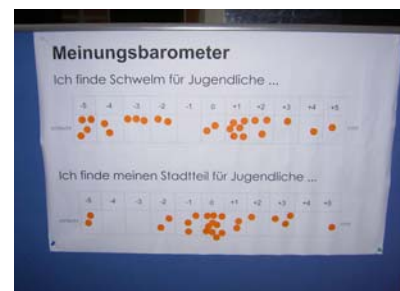 Meinungsbarometer
Ich finde Schwelm für Jugendliche ...
-5 -4 -3 -2 -1 0 +1 +2 +3 +4 +5
Ich finde meinen Stadtteil für Jugendliche ...
-5 -4 -3 -2 -1 0 +1 +2 +3 +4 +5